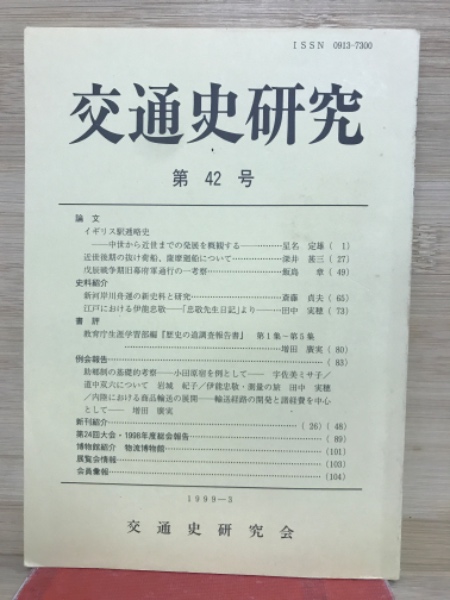 ISSN 0913-7300
交通史研究
第 42 号
論 文
イギリス駅逓略史
――中世から近世までの発展を概観する……………星名 定雄（ 1）
近世後期の抜け荷船、薩摩廻船について……………深井 甚三（ 27）
戊辰戦争期旧幕府軍通行の一考察……………飯島 章（ 49）
史料紹介
新河岸川舟運の新史料と研究……………斎藤 貞夫（ 65）
江戸における伊能忠敬――「忠敬先生日記」より………田中 実穂（ 73）
書 評
教育庁生涯学習部編『歴史の道調査報告書』 第1集－第5集
……………増田 廣実（ 80）
例会報告……………（ 83）
助郷制の基礎的考察――小田原宿を例として―― 宇佐美ミサ子／
道中双六について 岩城 紀子／伊能忠敬・測量の旅 田中 実穂
／内陸における商品輸送の展開――輸送経路の開発と諸経費を中心
として―― 増田 廣実
新刊紹介……………（ 26）（ 48）
第24回大会・1998年度総会報告……………（ 89）
博物館紹介 物流博物館……………（101）
展覧会情報……………（103）
会員彙報……………（104）
1999－3
交通史研究会